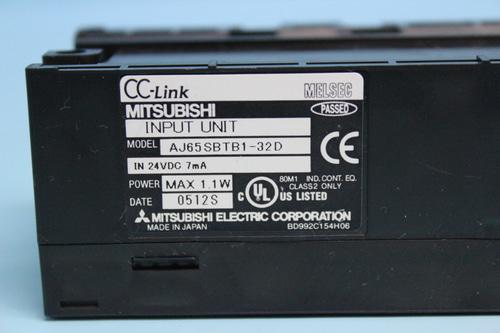 CC-Link MELSEC
MITSUBISHI PASSED
INPUT UNIT
MODEL AJ65SBTB1-32D
IN 24VDC 7mA CE
POWER MAX 1.1W 80M1 IND.CONT.EQ.
CLASS2 ONLY
DATE 0512S C UL US LISTED
MITSUBISHI ELECTRIC CORPORATION
MADE IN JAPAN BD992C154H06